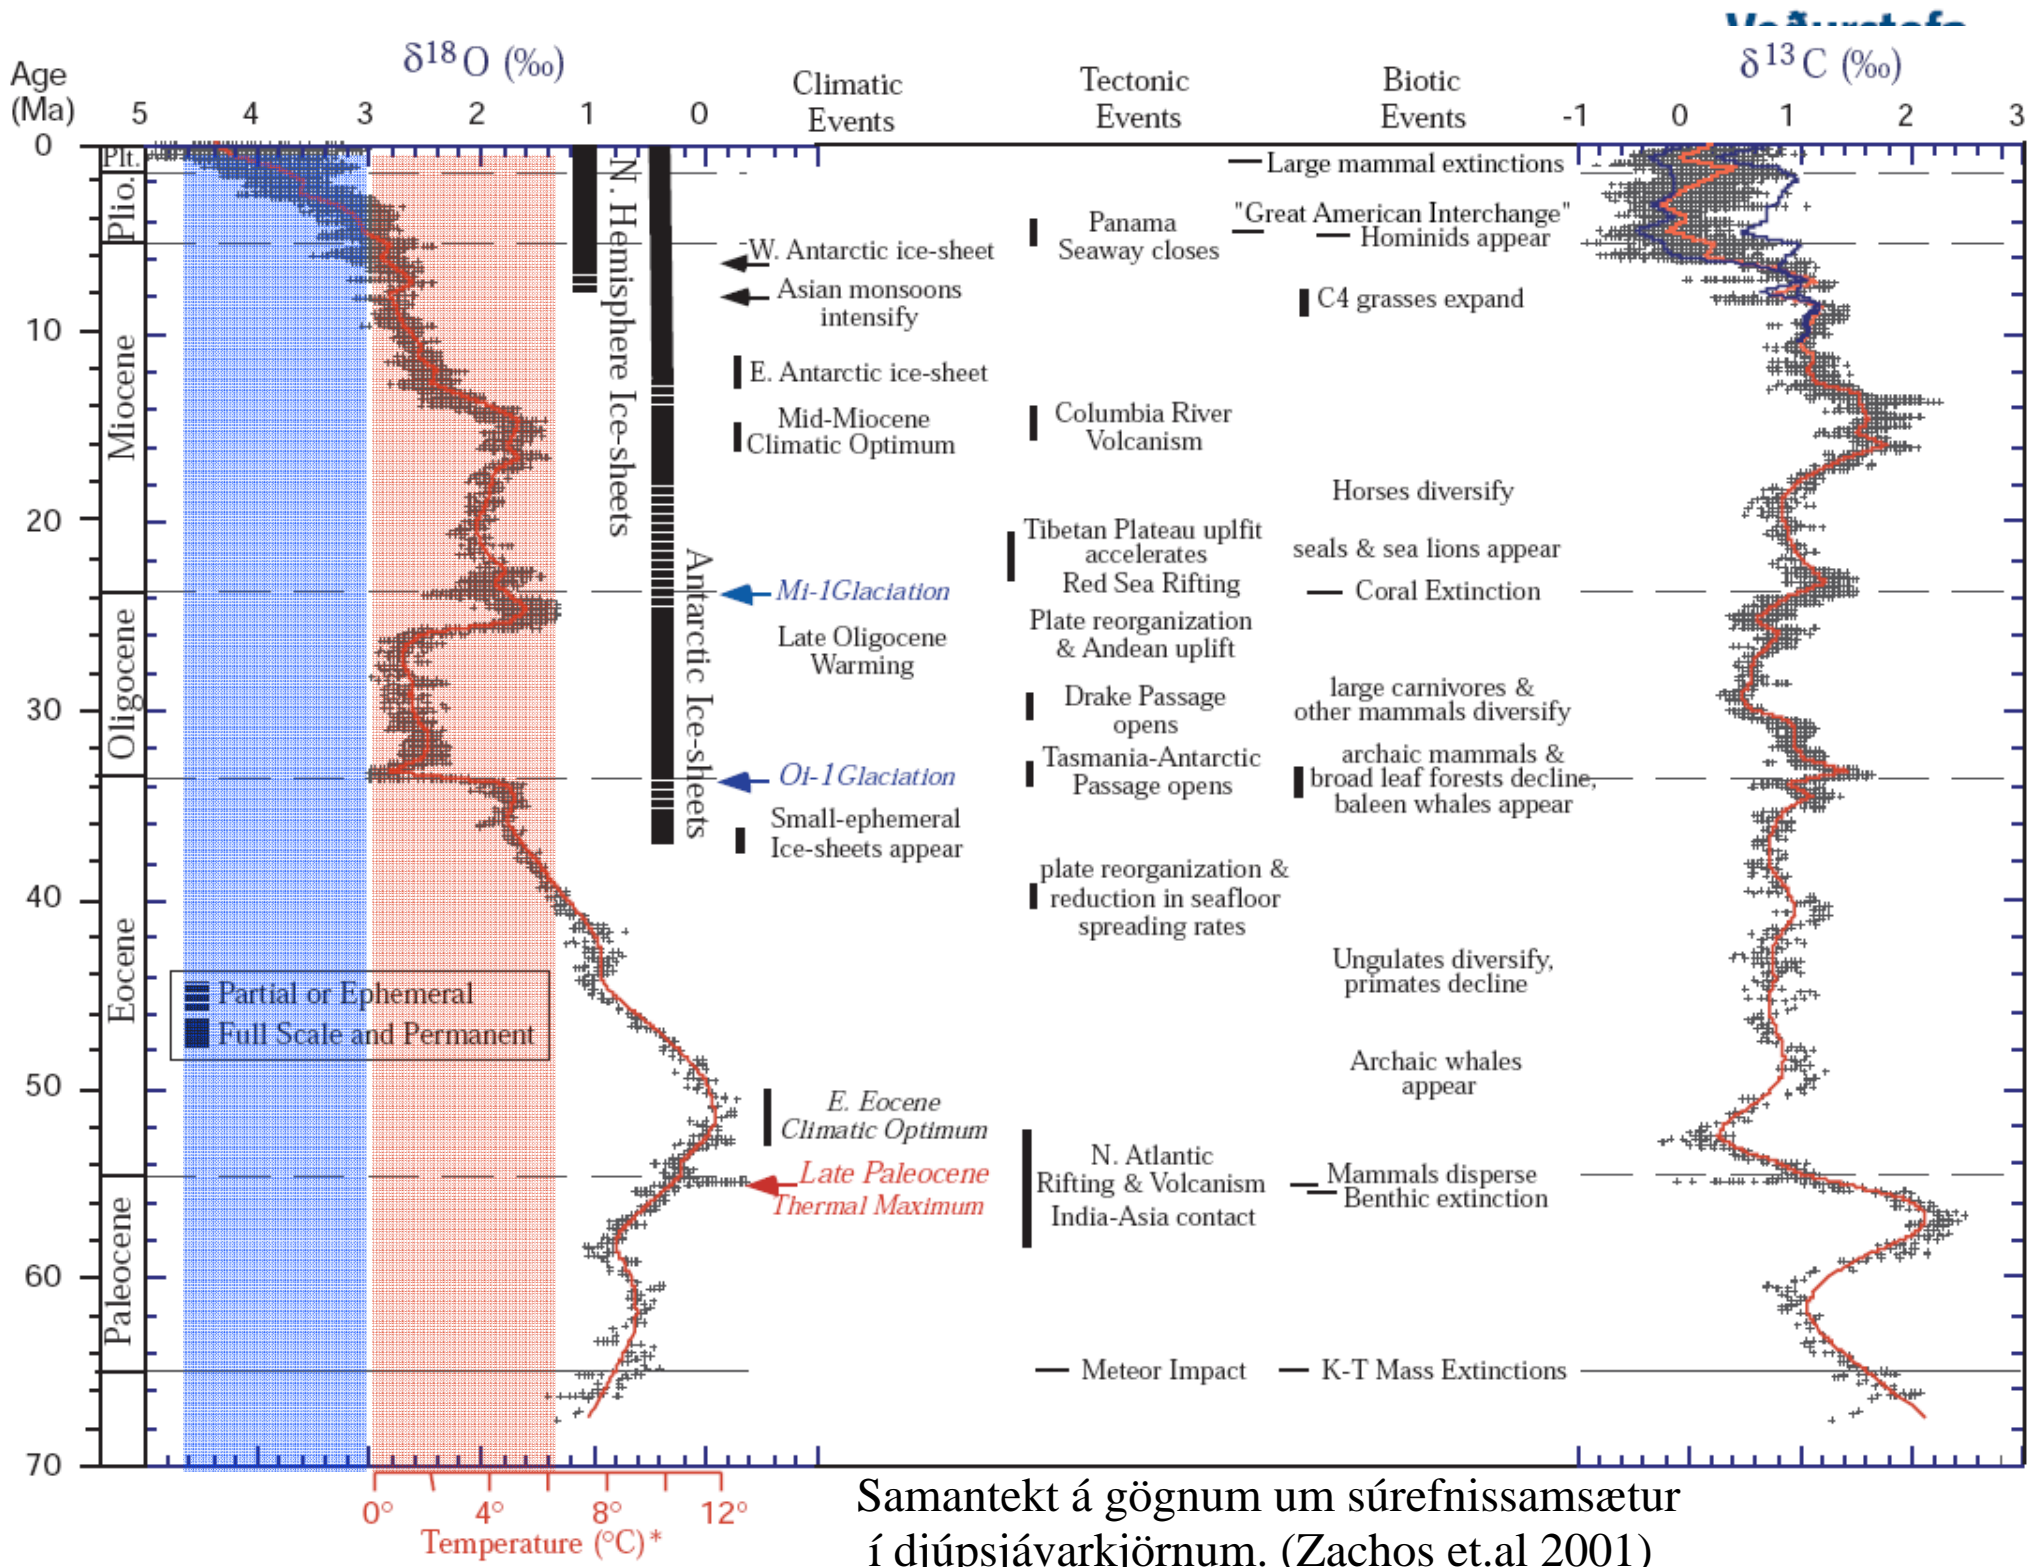 Veðurstofa
δ18O (‰)
δ13C (‰)
Age
(Ma)
5 4 3 2 1 0
Climatic
Events
Tectonic
Events
Biotic
Events
-1 0 1 2 3
0
10
20
30
40
50
60
70
Plt.
Plio.
Miocene
Oligocene
Eocene
Paleocene
N. Hemisphere Ice-sheets
Antarctic Ice-sheets
Partial or Ephemeral
Full Scale and Permanent
W. Antarctic ice-sheet
Asian monsoons
intensify
E. Antarctic ice-sheet
Mid-Miocene
Climatic Optimum
Mi-1Glaciation
Late Oligocene
Warming
Oi-1Glaciation
Small-ephemeral
Ice-sheets appear
E. Eocene
Climatic Optimum
Late Paleocene
Thermal Maximum
Panama
Seaway closes
Columbia River
Volcanism
Tibetan Plateau uplfit
accelerates
Red Sea Rifting
Plate reorganization
& Andean uplift
Drake Passage
opens
Tasmania-Antarctic
Passage opens
plate reorganization &
reduction in seafloor
spreading rates
N. Atlantic
Rifting & Volcanism
India-Asia contact
Meteor Impact
Large mammal extinctions
"Great American Interchange"
Hominids appear
C4 grasses expand
Horses diversify
seals & sea lions appear
Coral Extinction
large carnivores &
other mammals diversify
archaic mammals &
broad leaf forests decline,
baleen whales appear
Ungulates diversify,
primates decline
Archaic whales
appear
Mammals disperse
Benthic extinction
K-T Mass Extinctions
0° 4° 8° 12°
Temperature (°C)*
Samantekt á gögnum um súrefnissamsætur
í djúpsjávarkjörnum. (Zachos et.al 2001)